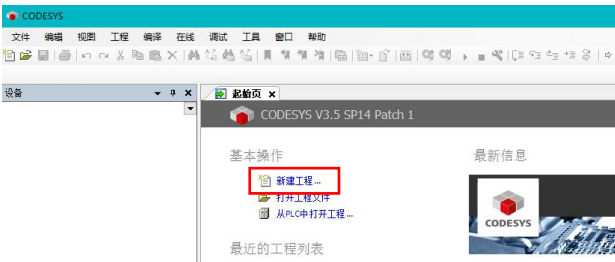 CODESYS
文件 编辑 视图 工程 编译 在线 调试 工具 窗口 帮助
设备
起始页
CODESYS V3.5 SP14 Patch 1
基本操作
最新信息
新建工程...
打开工程文件
从PLC中打开工程...
CODESYS
最近的工程列表